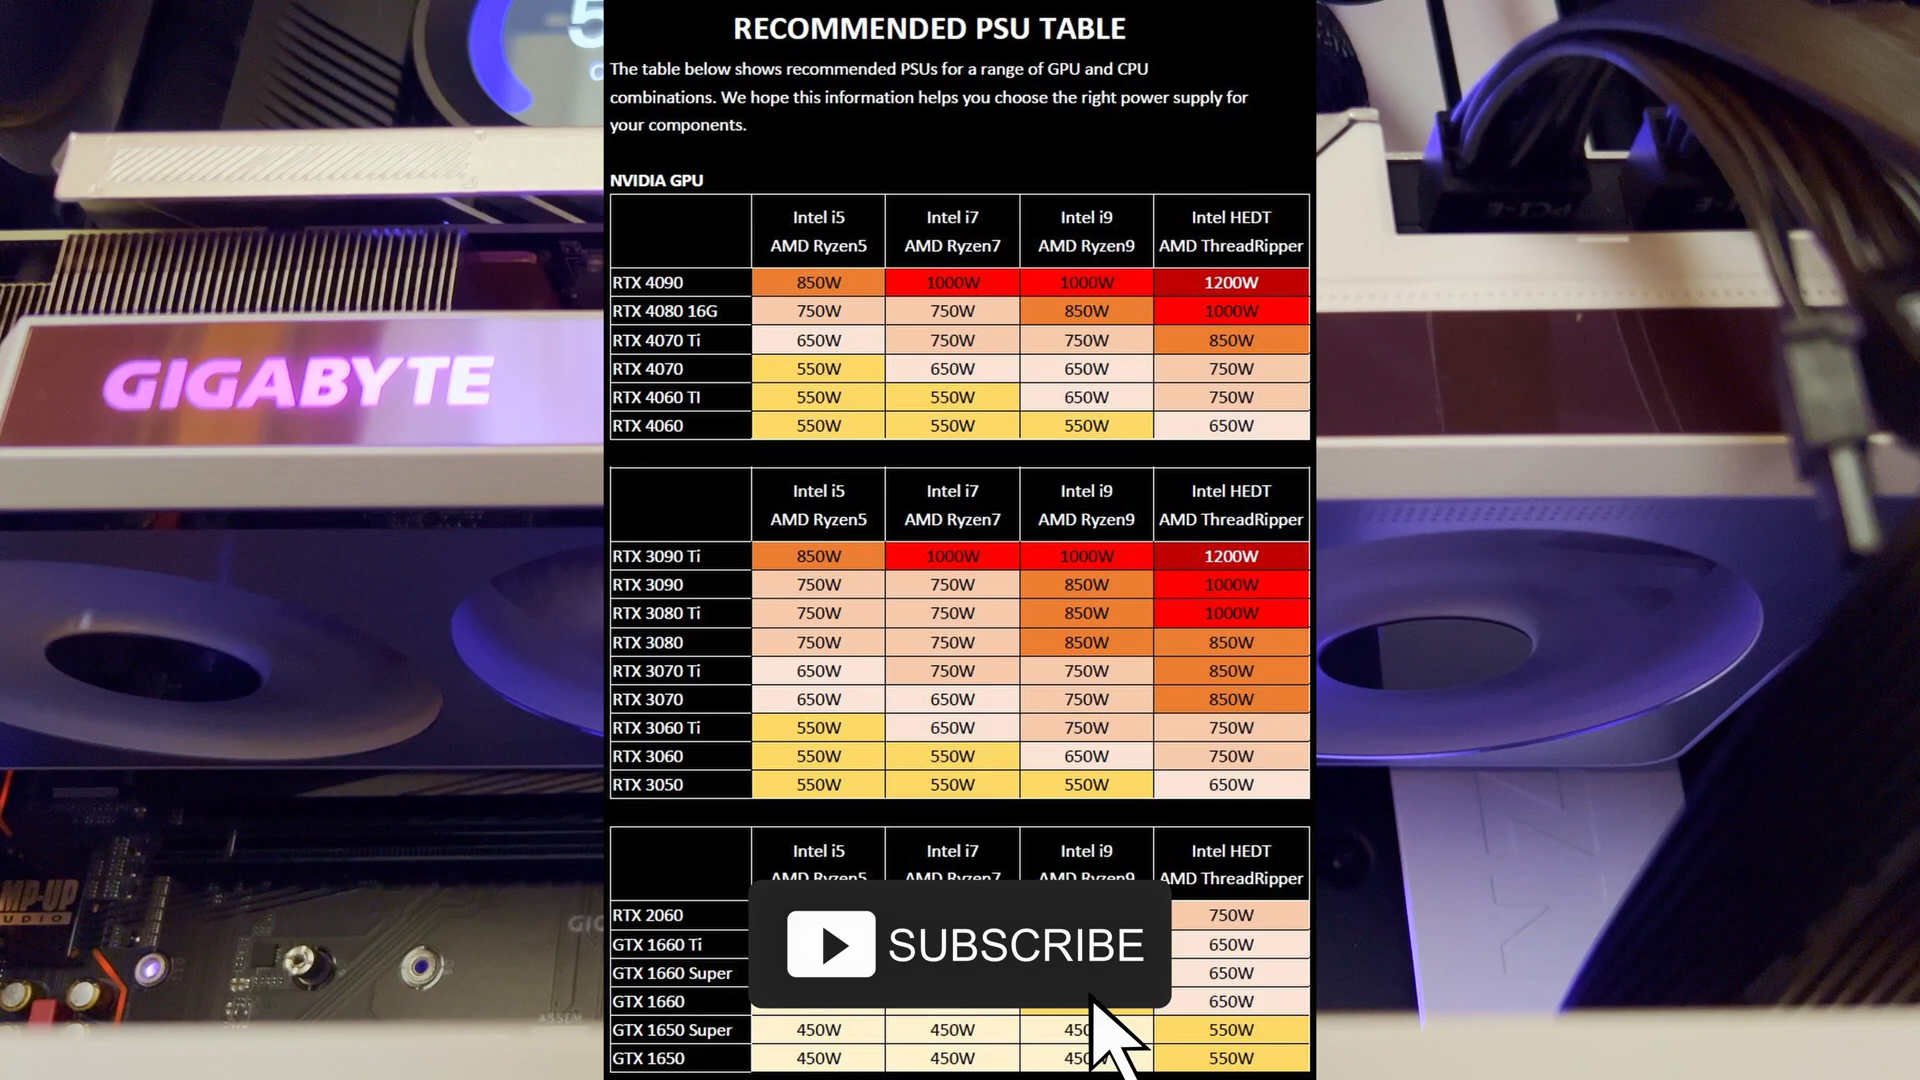 RECOMMENDED PSU TABLE
The table below shows recommended PSUs for a range of GPU and CPU
combinations. We hope this information helps you choose the right power supply for
your components.
NVIDIA GPU
Intel i5 Intel i7 Intel i9 Intel HEDT
AMD Ryzen5 AMD Ryzen7 AMD Ryzen9 AMD ThreadRipper
RTX 4090 850W 1000W 1000W 1200W
RTX 4080 16G 750W 750W 850W 1000W
RTX 4070 Ti 650W 750W 750W 850W
RTX 4070 550W 650W 650W 750W
RTX 4060 TI 550W 550W 650W 750W
RTX 4060 550W 550W 550W 650W
Intel i5 Intel i7 Intel i9 Intel HEDT
AMD Ryzen5 AMD Ryzen7 AMD Ryzen9 AMD ThreadRipper
RTX 3090 Ti 850W 1000W 1000W 1200W
RTX 3090 750W 750W 850W 1000W
RTX 3080 Ti 750W 750W 850W 1000W
RTX 3080 750W 750W 850W 850W
RTX 3070 Ti 650W 750W 750W 850W
RTX 3070 650W 650W 750W 850W
RTX 3060 Ti 550W 650W 750W 750W
RTX 3060 550W 550W 650W 750W
RTX 3050 550W 550W 550W 650W
Intel i5 Intel i7 Intel i9 Intel HEDT
AMD Ryzen5 AMD Ryzen7 AMD Ryzen9 AMD ThreadRipper
RTX 2060 750W
GTX 1660 Ti 650W
GTX 1660 Super 650W
GTX 1660 650W
GTX 1650 Super 450W 450W 450 550W
GTX 1650 450W 450W 450W 550W
SUBSCRIBE
GIGABYTE
PCI-E